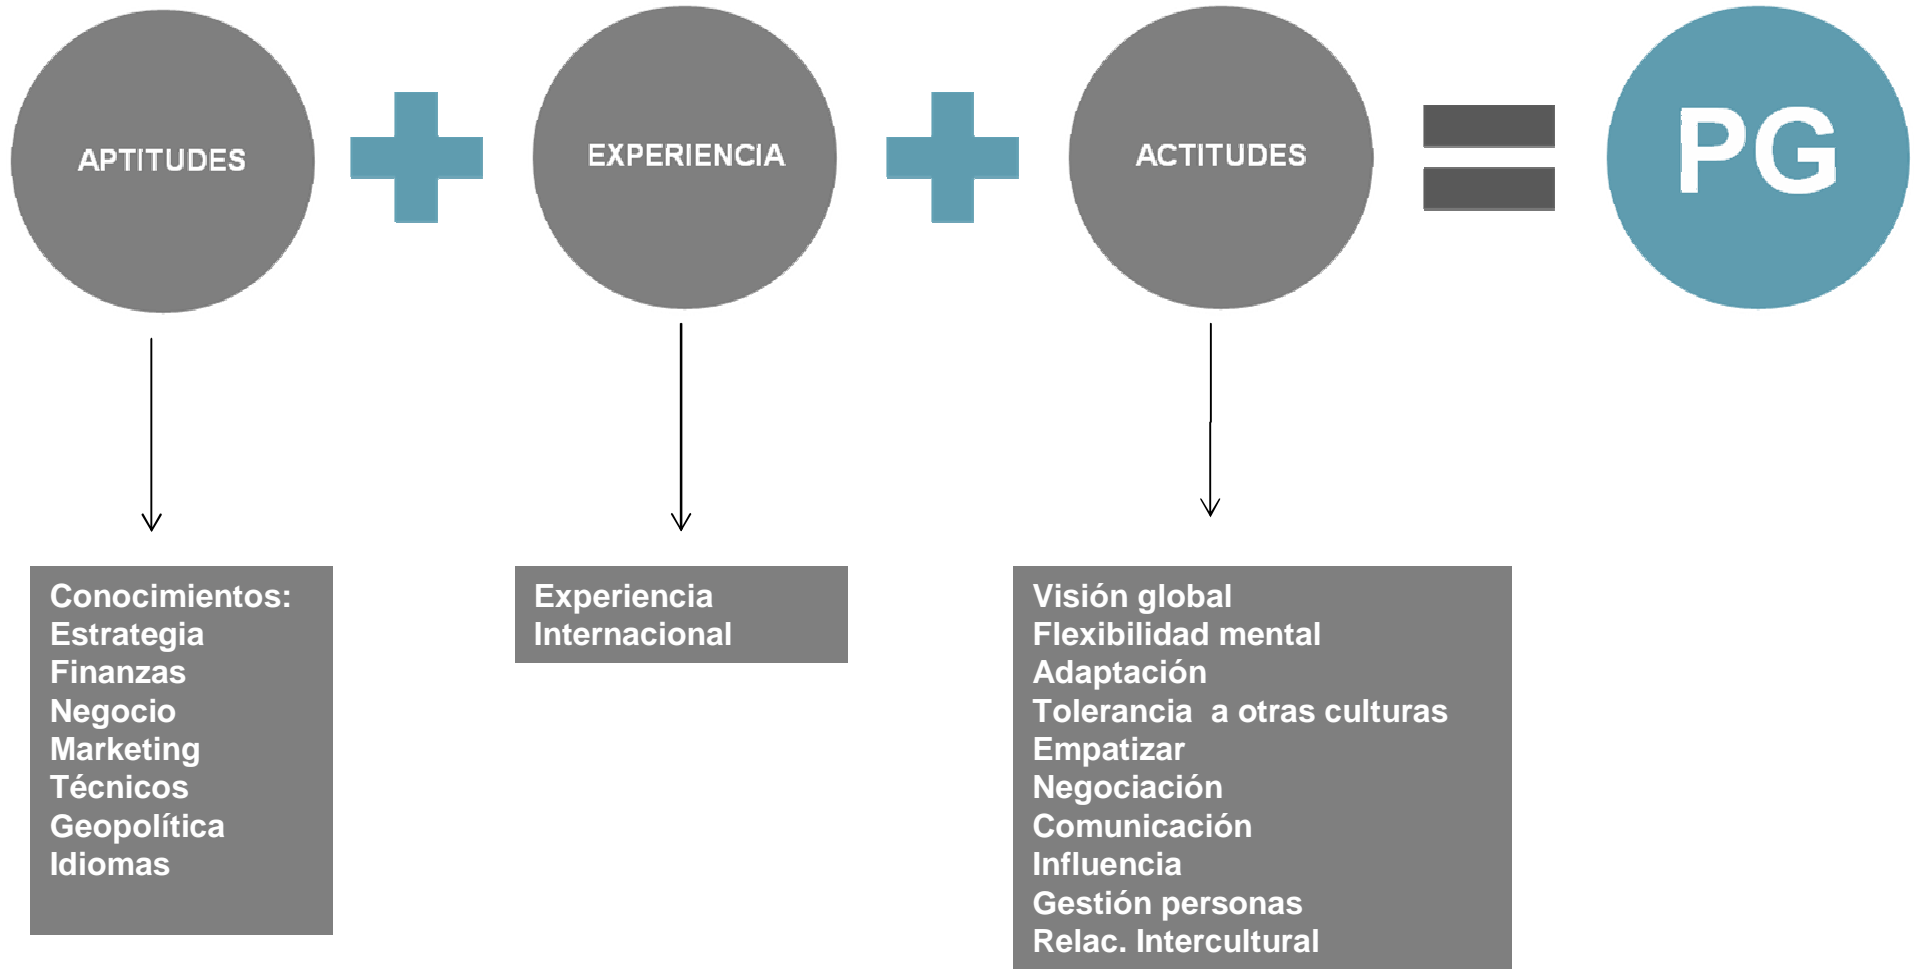 APTITUDES
EXPERIENCIA
ACTITUDES
PG
Conocimientos:
Estrategia
Finanzas
Negocio
Marketing
Técnicos
Geopolítica
Idiomas
Experiencia
Internacional
Visión global
Flexibilidad mental
Adaptación
Tolerancia  a otras culturas
Empatizar
Negociación
Comunicación
Influencia
Gestión personas
Relac. Intercultural